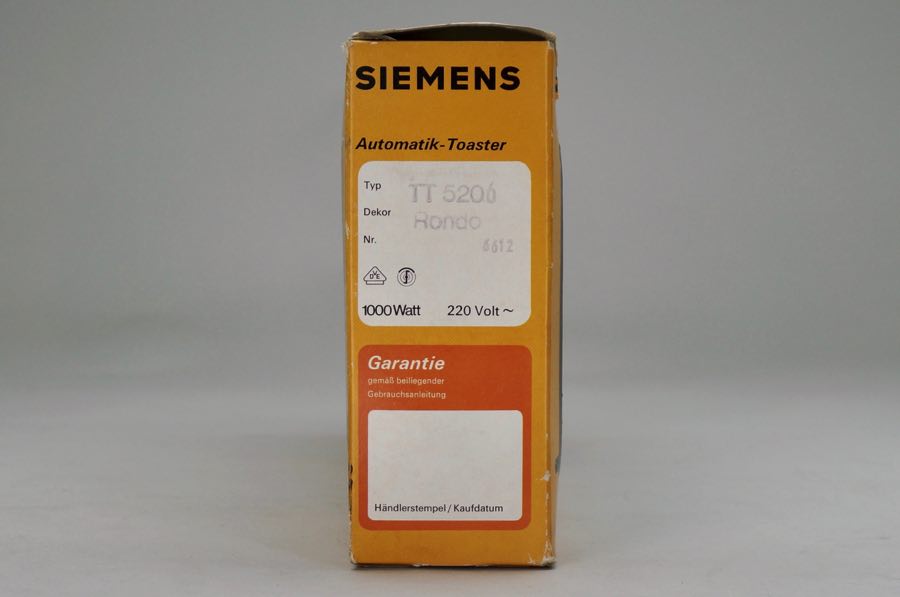 SIEMENS
Automatik-Toaster
Typ TT 5206
Dekor Rondo
Nr. 6612
VDE
1000 Watt 220 Volt ~
Garantie
gemäß beiliegender
Gebrauchsanleitung
Händlerstempel / Kaufdatum